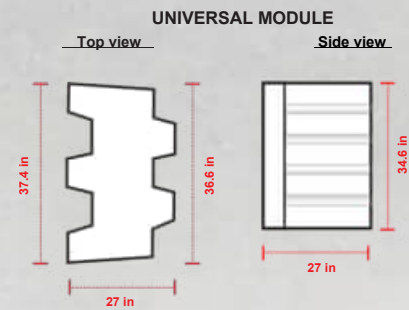 UNIVERSAL MODULE
Top view
Side view
37.4 in
36.6 in
34.6 in
27 in
27 in